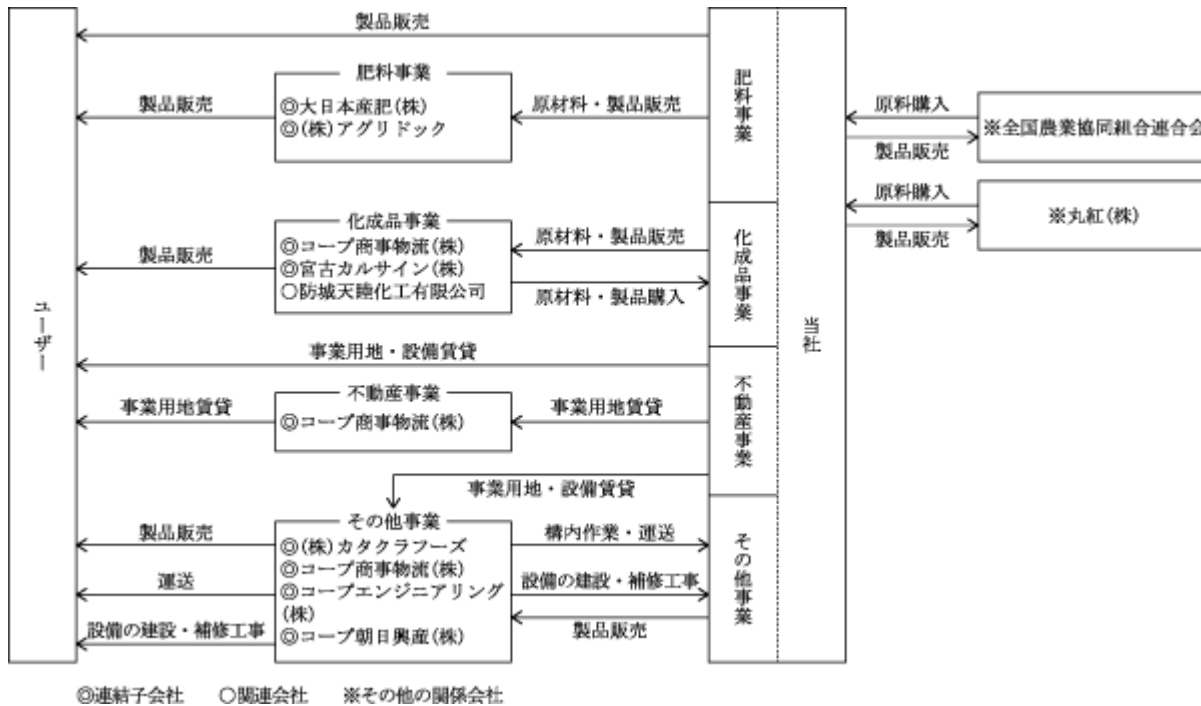 製品販売
肥料事業
製品販売
◎大日本産肥(株)
◎(株)アグリドック
原材料・製品販売
肥料事業
原料購入
※全国農業協同組合連合会
製品販売
原料購入
※丸紅(株)
製品販売
化成品事業
製品販売
◎コープ商事物流(株)
◎宮古カルサイン(株)
○防城天睦化工有限公司
原材料・製品販売
原材料・製品購入
化成品事業
ユーザー
当社
事業用地・設備賃貸
不動産事業
事業用地賃貸
◎コープ商事物流(株)
事業用地賃貸
不動産事業
事業用地・設備賃貸
その他事業
製品販売
運送
設備の建設・補修工事
◎(株)カタクラフーズ
◎コープ商事物流(株)
◎コープエンジニアリング
(株)
◎コープ朝日興産(株)
構内作業・運送
設備の建設・補修工事
製品販売
その他事業
◎連結子会社 ○関連会社 ※その他の関係会社